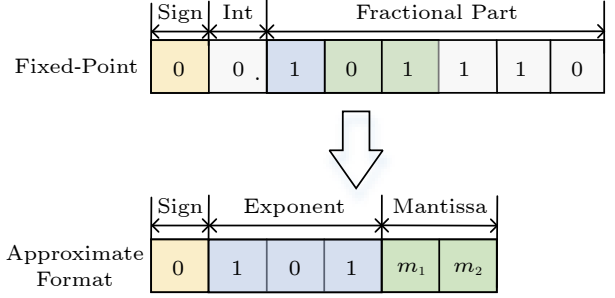 Sign Int Fractional Part
Fixed-Point 0 0. 1 0 1 1 1 0
Sign Exponent Mantissa
Approximate
Format
0 1 0 1 m₁ m₂